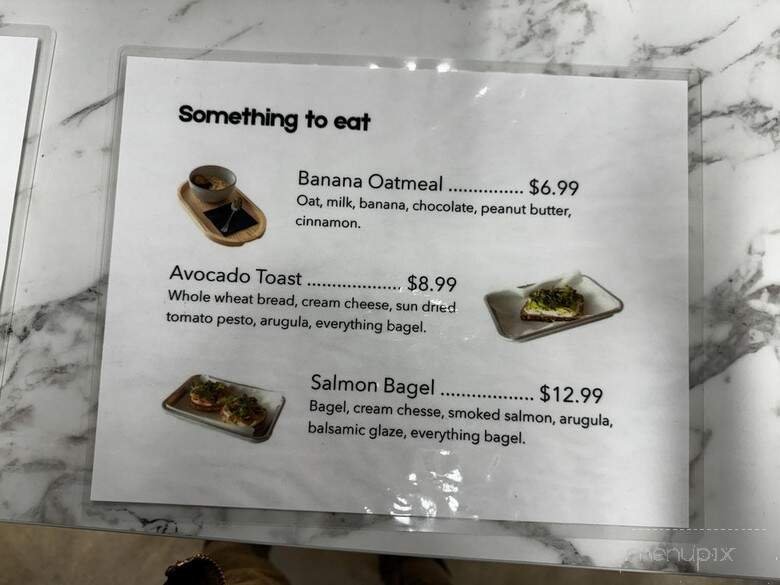 Something to eat
Banana Oatmeal ............... $6.99
Oat, milk, banana, chocolate, peanut butter,
cinnamon.
Avocado Toast ................... $8.99
Whole wheat bread, cream cheese, sun dried
tomato pesto, arugula, everything bagel.
Salmon Bagel ................... $12.99
Bagel, cream chesse, smoked salmon, arugula,
balsamic glaze, everything bagel.
menupix